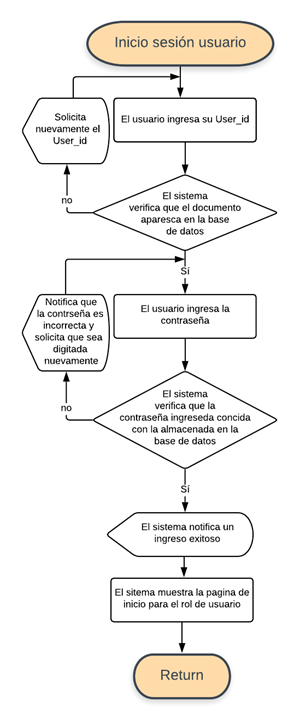 Inicio sesión usuario
Solicita
nuevamente el
User_id
El usuario ingresa su User_id
no
El sistema
verifica que el documento
aparesca en la base
de datos
Sí
Notifica que
la contrseña es
incorrecta y
solicita que sea
digitada
nuevamente
El usuario ingresa la
contraseña
no
El sistema
verifica que la
contraseña ingreseda concida
con la almacenada en la
base de datos
Sí
El sistema notifica un
ingreso exitoso
El sitema muestra la pagina de
inicio para el rol de usuario
Return